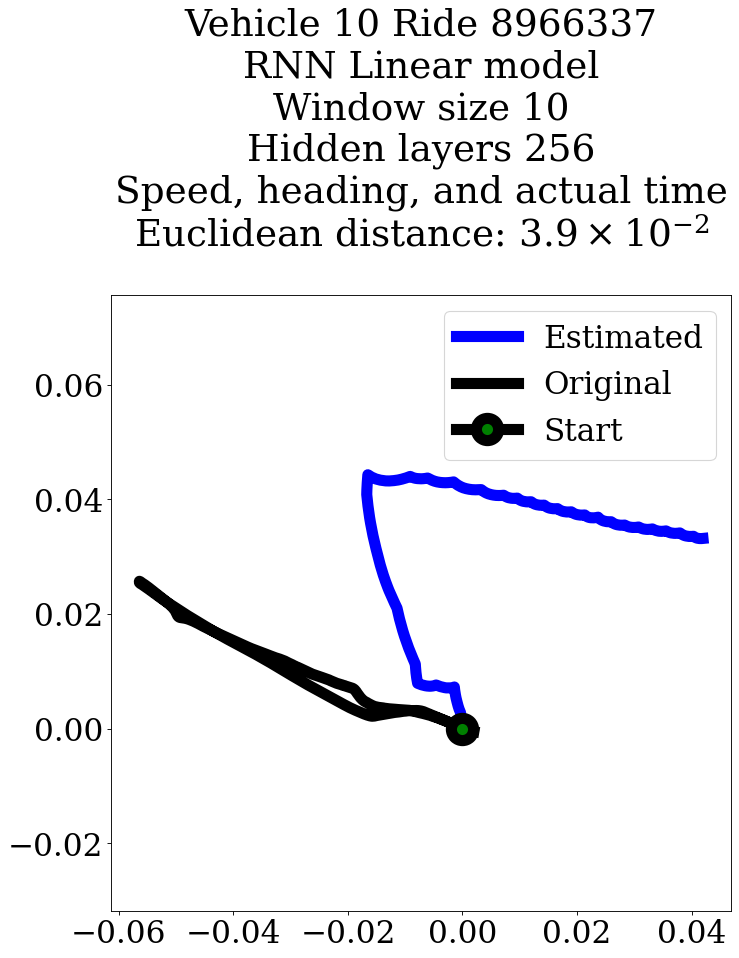 Vehicle 10 Ride 8966337
RNN Linear model
Window size 10
Hidden layers 256
Speed, heading, and actual time
Euclidean distance: 3.9 × 10⁻²
Estimated
Original
Start
0.06
0.04
0.02
0.00
−0.02
−0.06 −0.04 −0.02 0.00 0.02 0.04